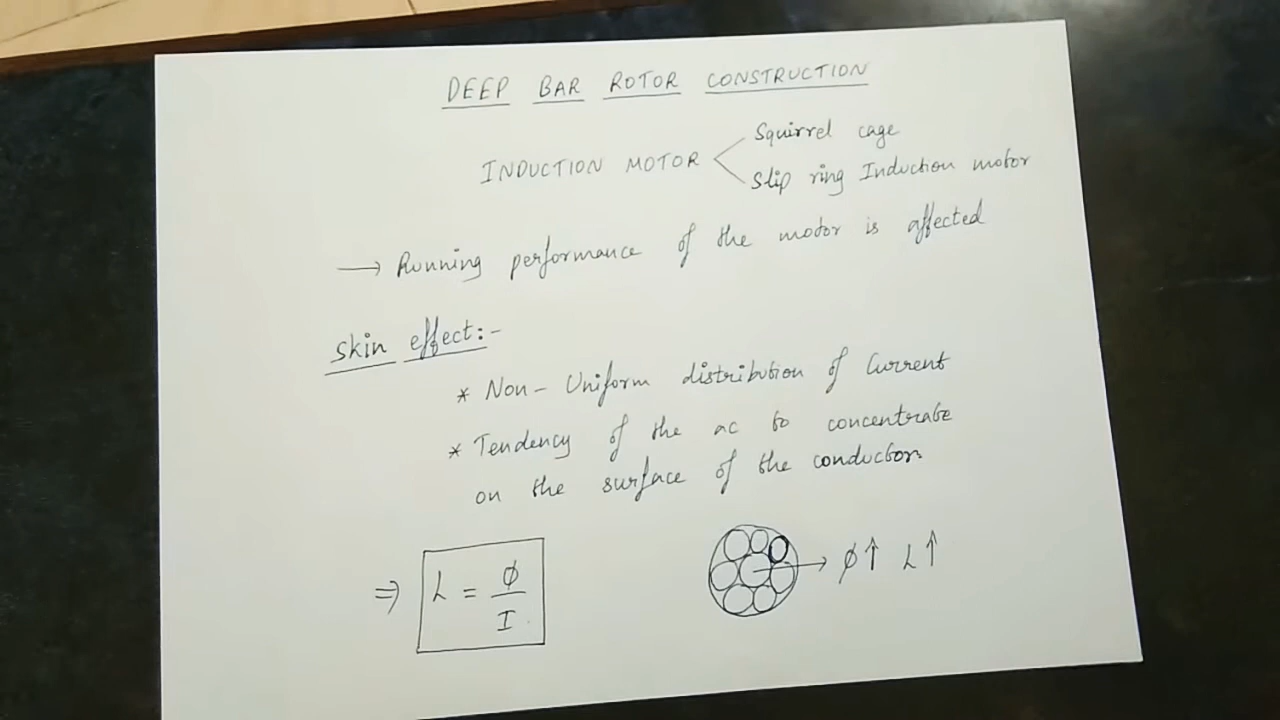 DEEP BAR ROTOR CONSTRUCTION
INDUCTION MOTOR
Squirrel cage
Slip ring Induction motor
→ Running performance of the motor is affected
Skin effect:-
* Non-Uniform distribution of Current
* Tendency of the ac to concentrate
on the surface of the conductor.
⇒ L = ϕ / I
ϕ↑ L↑